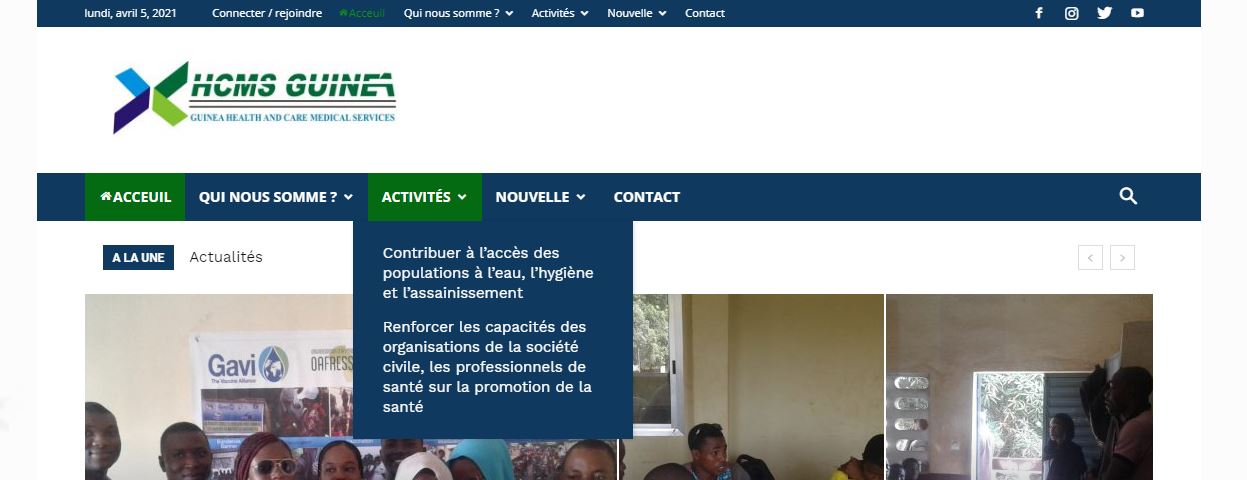 lundi, avril 5, 2021 Connecter / rejoindre Acceuil Qui nous somme ? Activités Nouvelle Contact
HCMS GUINEA
GUINEA HEALTH AND CARE MEDICAL SERVICES
ACCEUIL QUI NOUS SOMME ? ACTIVITÉS NOUVELLE CONTACT
A LA UNE Actualités
Contribuer à l’accès des
populations à l’eau, l’hygiène
et l’assainissement
Renforcer les capacités des
organisations de la société
civile, les professionnels de
santé sur la promotion de la
santé
Gavi
The Vaccine Alliance
OAFRESS